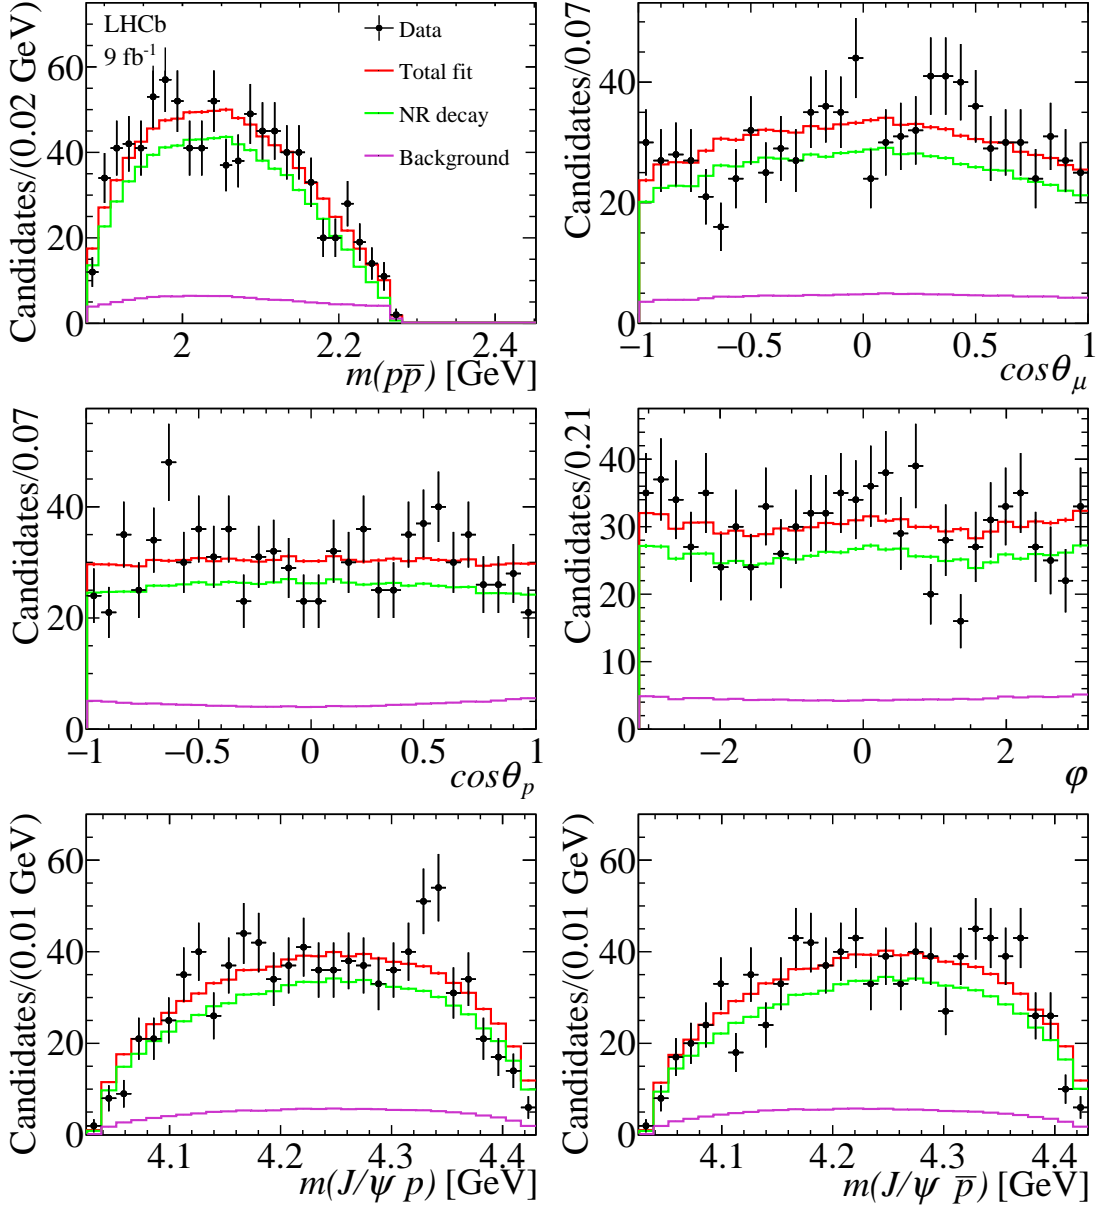 LHCb
9 fb⁻¹
Data
Total fit
NR decay
Background
Candidates/(0.02 GeV)
0
20
40
60
2
2.2
2.4
m(pp̅) [GeV]
Candidates/0.07
0
20
40
−1
−0.5
0
0.5
1
cosθ_μ
Candidates/0.07
0
20
40
−1
−0.5
0
0.5
1
cosθ_p
Candidates/0.21
0
10
20
30
40
−2
0
2
φ
Candidates/(0.01 GeV)
0
20
40
60
4.1
4.2
4.3
4.4
m(J/ψ p) [GeV]
Candidates/(0.01 GeV)
0
20
40
60
4.1
4.2
4.3
4.4
m(J/ψ p̅) [GeV]